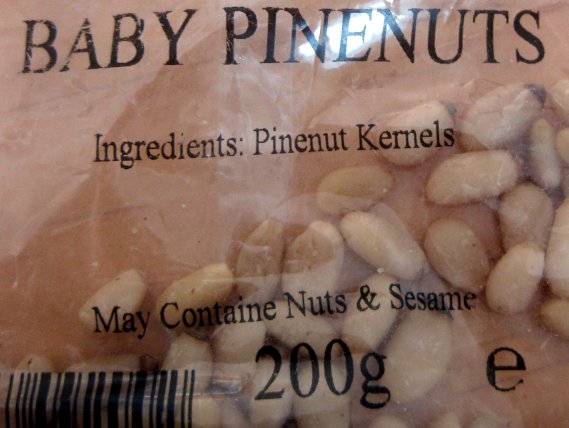 BABY PINENUTS
Ingredients: Pinenut Kernels
May Containe Nuts & Sesame
200g e